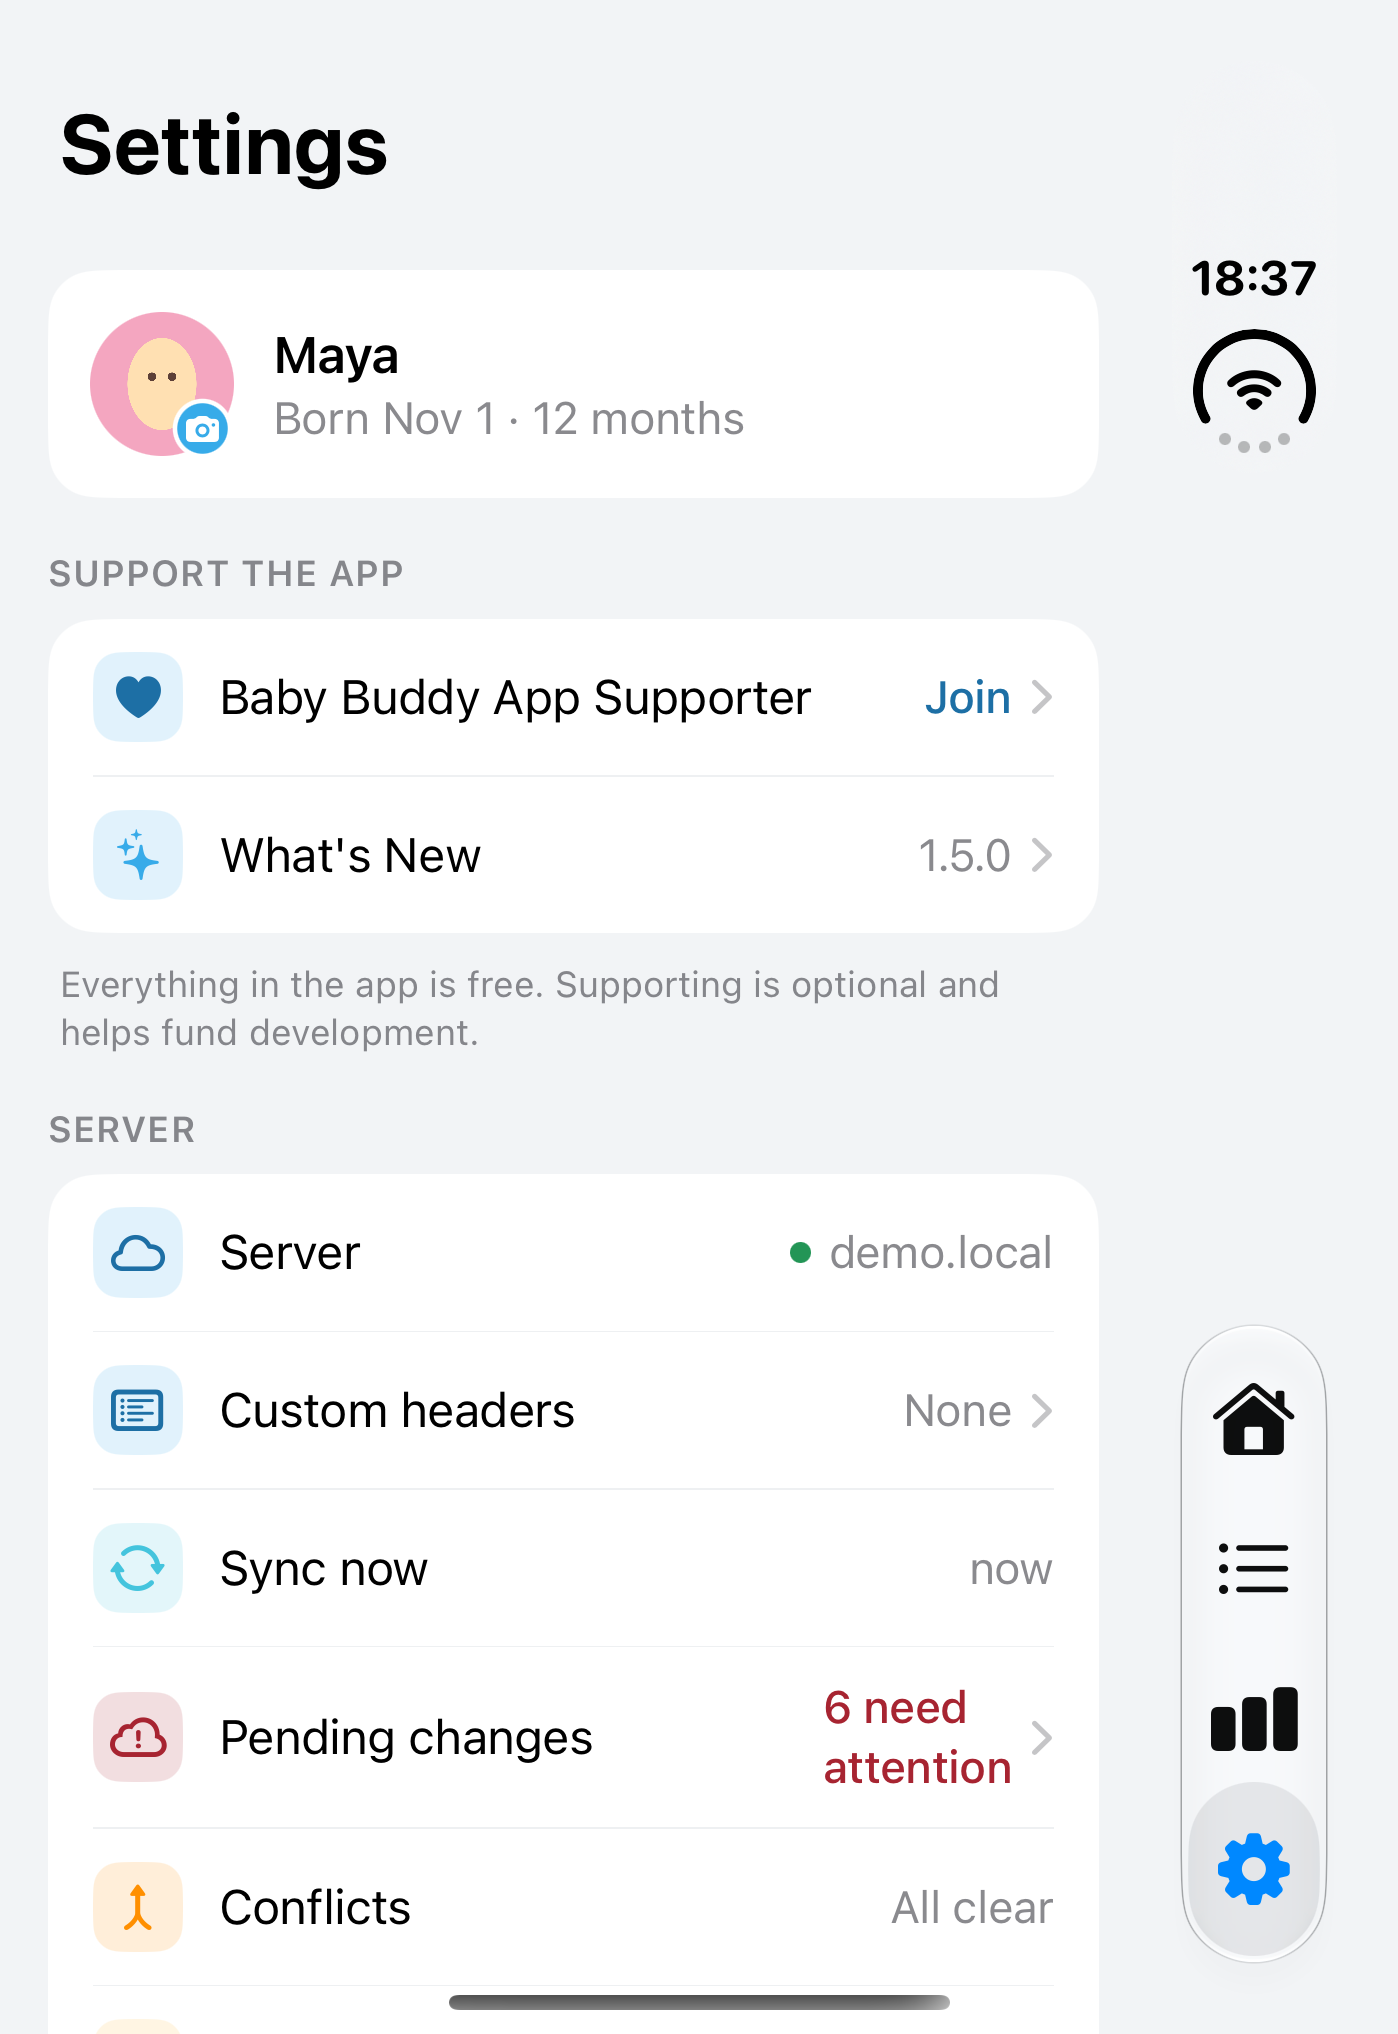 Settings
18:37
Maya
Born Nov 1 · 12 months
SUPPORT THE APP
Baby Buddy App Supporter
Join
What's New
1.5.0
Everything in the app is free. Supporting is optional and
helps fund development.
SERVER
Server
demo.local
Custom headers
None
Sync now
now
Pending changes
6 need
attention
Conflicts
All clear